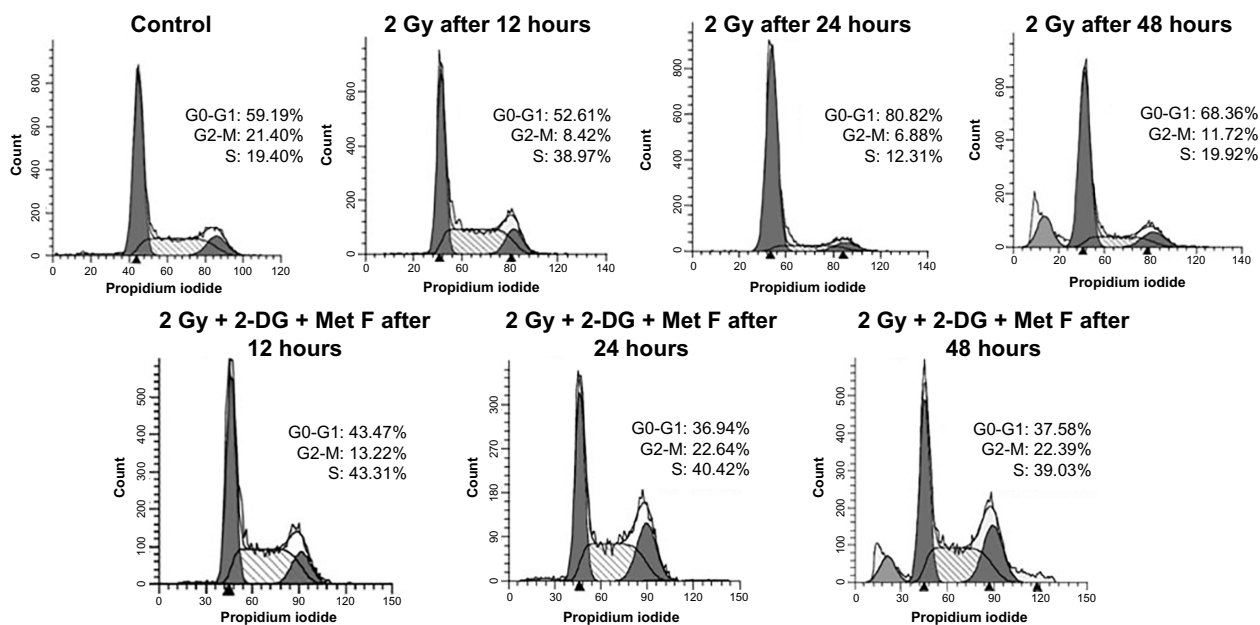 Control
800
600
400
200
0
Count
0 20 40 60 80 100 120
Propidium iodide
G0-G1: 59.19%
G2-M: 21.40%
S: 19.40%
2 Gy after 12 hours
600
400
200
0
Count
0 20 60 80 100 140
Propidium iodide
G0-G1: 52.61%
G2-M: 8.42%
S: 38.97%
2 Gy after 24 hours
800
600
400
200
0
Count
0 20 60 80 100 140
Propidium iodide
G0-G1: 80.82%
G2-M: 6.88%
S: 12.31%
2 Gy after 48 hours
600
400
200
0
Count
0 20 60 80 120 140
Propidium iodide
G0-G1: 68.36%
G2-M: 11.72%
S: 19.92%
2 Gy + 2-DG + Met F after
12 hours
500
400
300
200
100
0
Count
0 30 60 90 120 150
Propidium iodide
G0-G1: 43.47%
G2-M: 13.22%
S: 43.31%
2 Gy + 2-DG + Met F after
24 hours
300
270
180
90
0
Count
0 30 60 90 120 150
Propidium iodide
G0-G1: 36.94%
G2-M: 22.64%
S: 40.42%
2 Gy + 2-DG + Met F after
48 hours
500
400
300
200
100
0
Count
0 30 60 90 120 150
Propidium iodide
G0-G1: 37.58%
G2-M: 22.39%
S: 39.03%